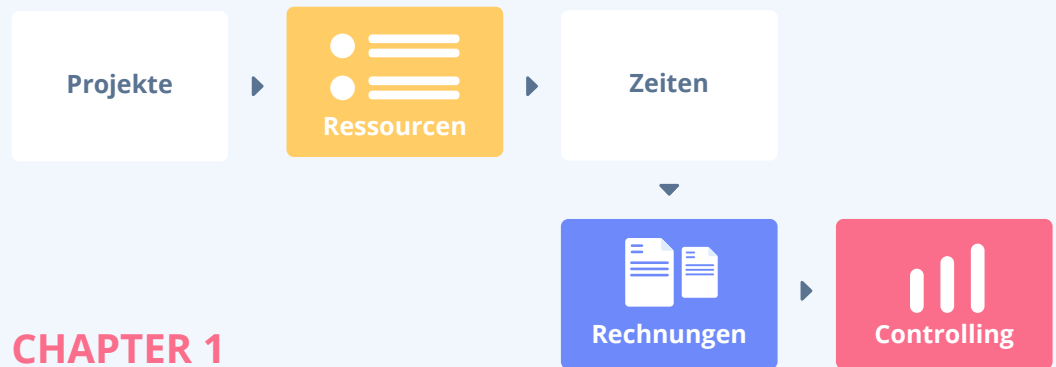 Projekte
Ressourcen
Zeiten
Rechnungen
Controlling
CHAPTER 1